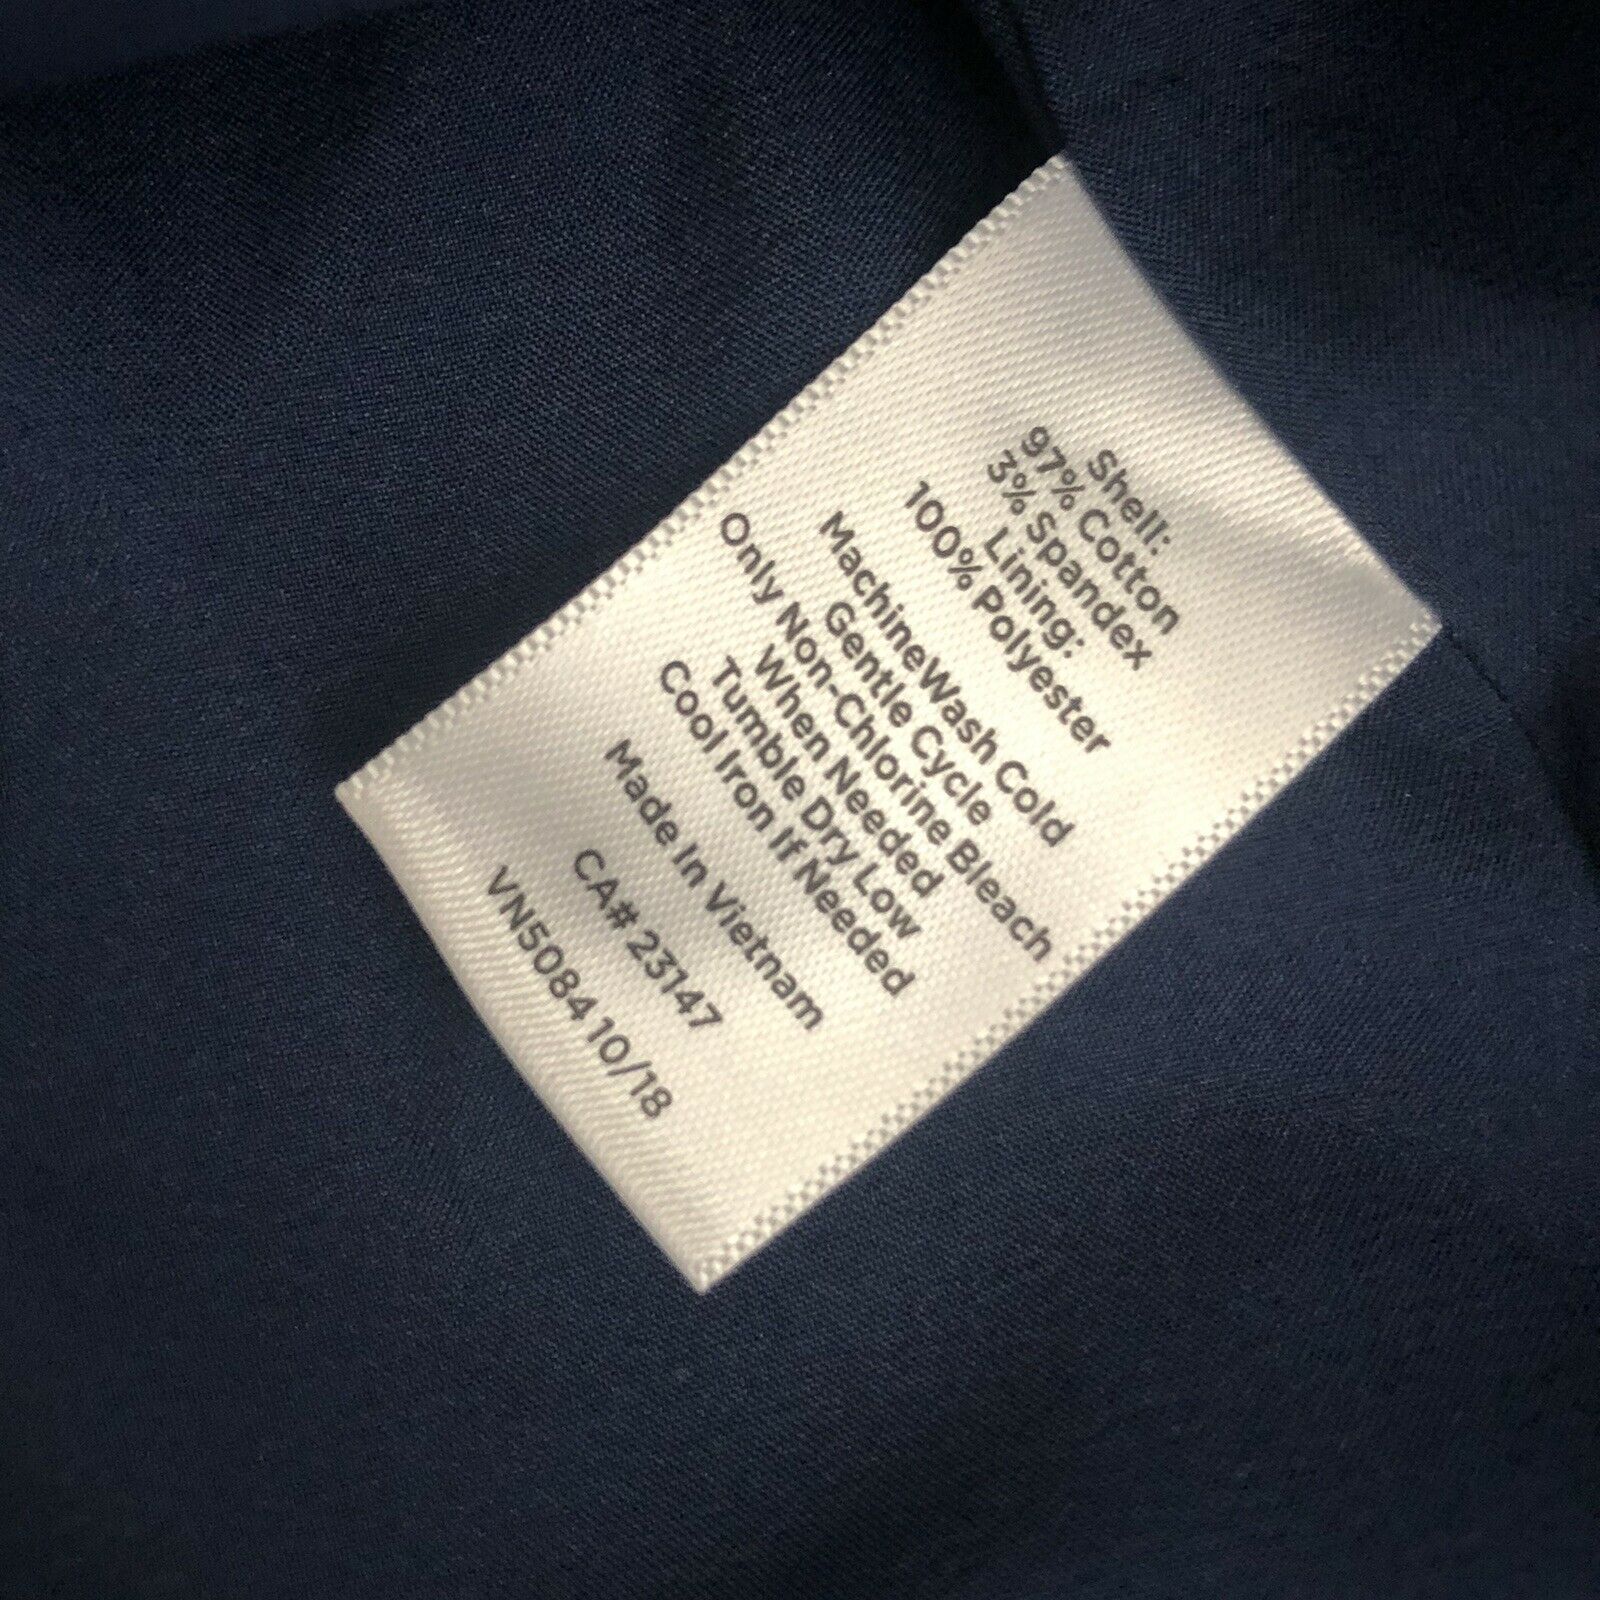 Shell:
97% Cotton
3% Spandex
Lining:
100% Polyester
MachineWash Cold
Gentle Cycle
Only Non-Chlorine Bleach
When Needed
Tumble Dry Low
Cool Iron If Needed
Made In Vietnam
CA# 23147
VN5084 10/18